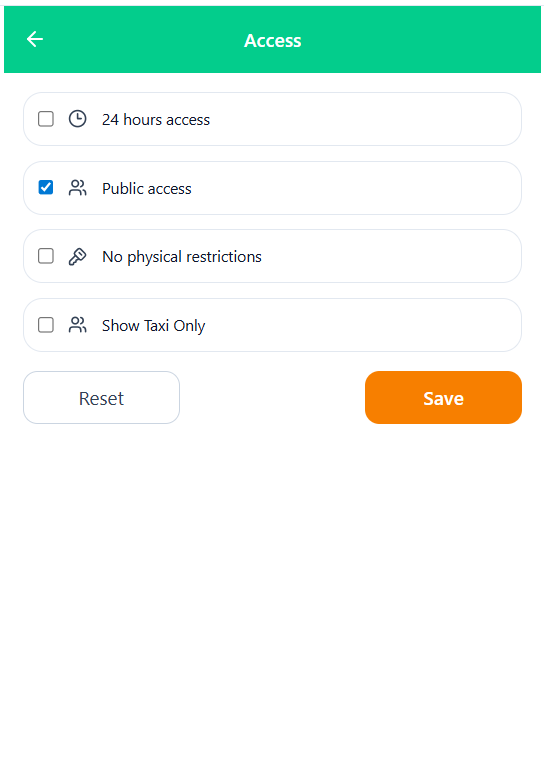 Access
24 hours access
Public access
No physical restrictions
Show Taxi Only
Reset
Save